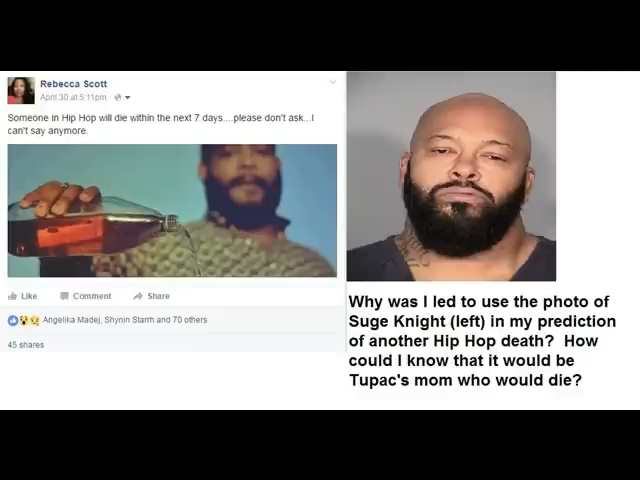 Rebecca Scott
April 30 at 5:11pm
Someone in Hip Hop will die within the next 7 days....please don't ask...I
can't say anymore.
Like Comment Share
Angelika Madej, Shynin Starrh and 70 others
45 shares
Why was I led to use the photo of
Suge Knight (left) in my prediction
of another Hip Hop death? How
could I know that it would be
Tupac's mom who would die?